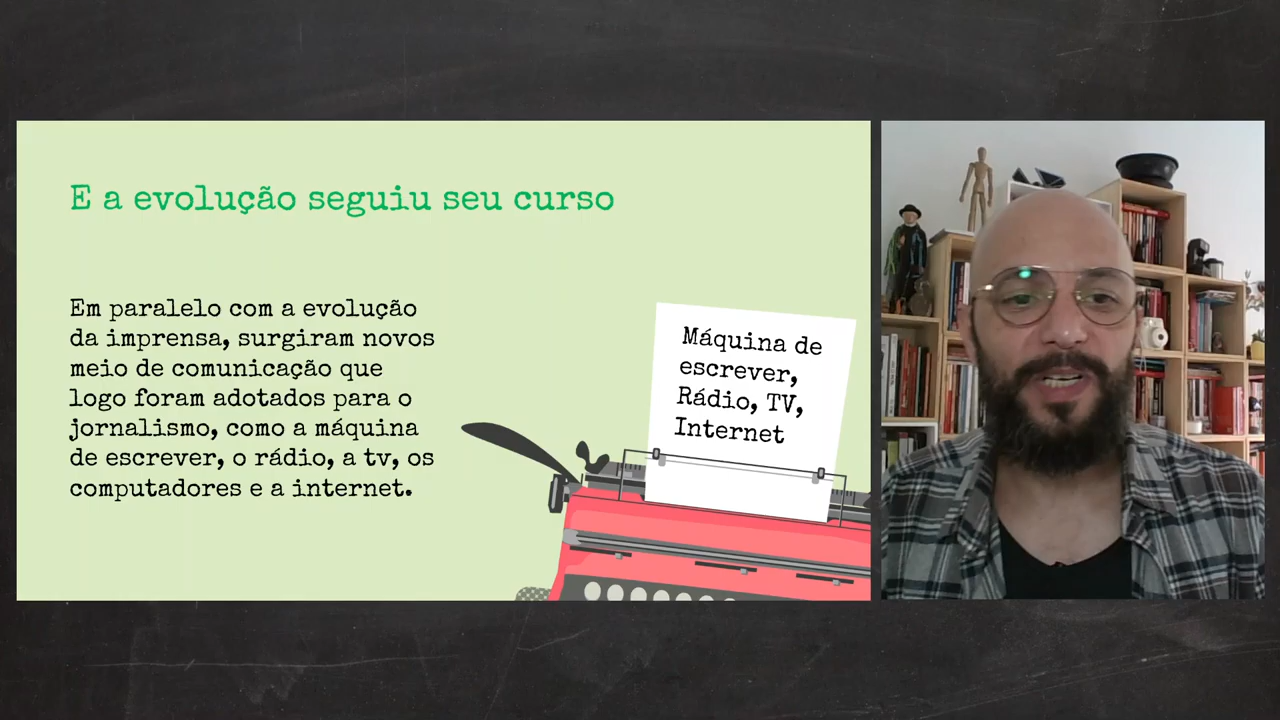 E a evolução seguiu seu curso
Em paralelo com a evolução
da imprensa, surgiram novos
meio de comunicação que
logo foram adotados para o
jornalismo, como a máquina
de escrever, o rádio, a tv, os
computadores e a internet.
Máquina de
escrever,
Rádio, TV,
Internet